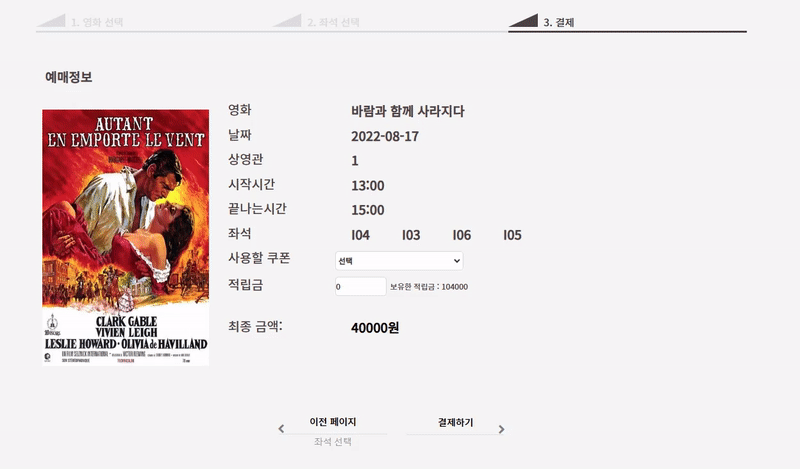 1. 영화 선택
2. 좌석 선택
3. 결제
예매정보
AUTANT
EN EMPORTE LE VENT
CLARK GABLE
VIVIEN LEIGH
LESLIE HOWARD · OLIVIA de HAVILLAND
영화 바람과 함께 사라지다
날짜 2022-08-17
상영관 1
시작시간 13:00
끝나는시간 15:00
좌석 I04 I03 I06 I05
사용할 쿠폰 선택
적립금 0 보유한 적립금 : 104000
최종 금액: 40000원
이전 페이지
좌석 선택
결제하기